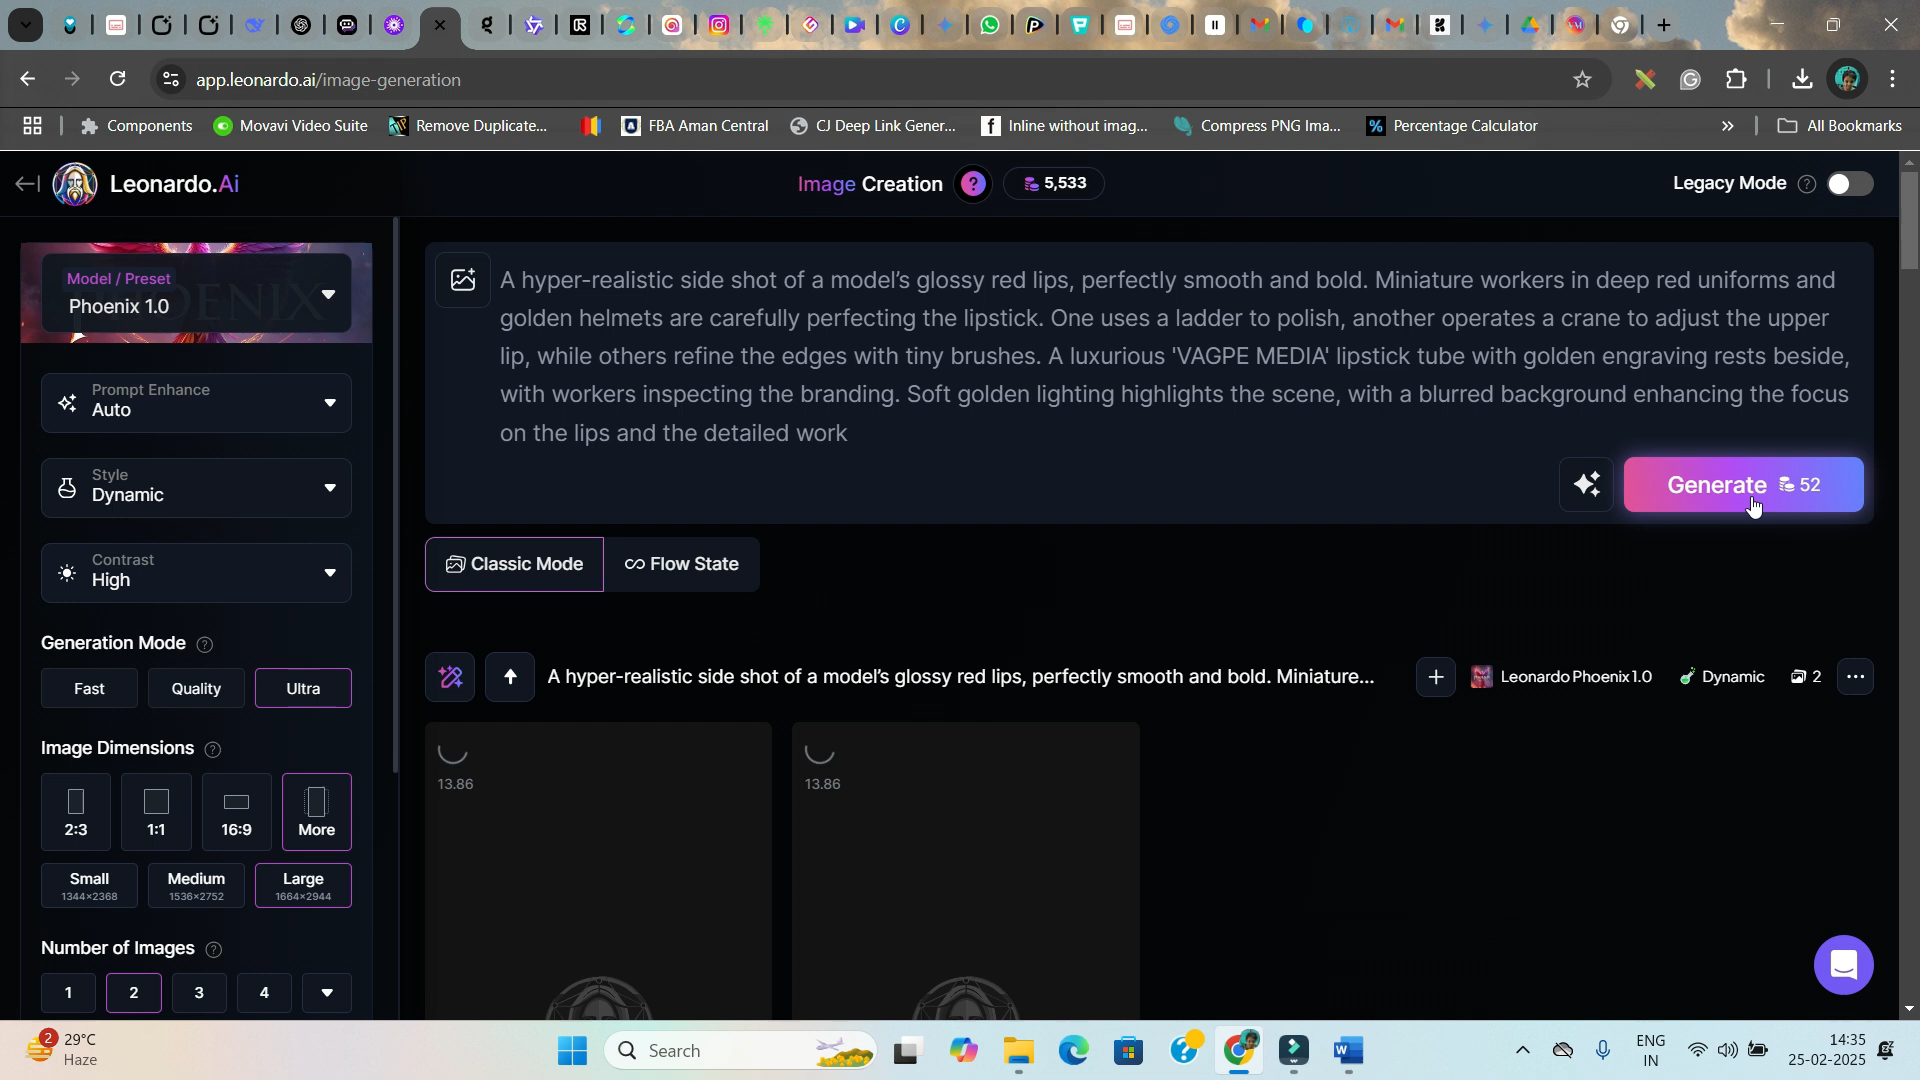 app.leonardo.ai/image-generation
Components
Movavi Video Suite
Remove Duplicate...
FBA Aman Central
CJ Deep Link Gener...
Inline without imag...
Compress PNG Ima...
Percentage Calculator
All Bookmarks
Leonardo.Ai
Image Creation
5,533
Legacy Mode
Model / Preset
Phoenix 1.0
Prompt Enhance
Auto
Style
Dynamic
Contrast
High
Generation Mode
Fast
Quality
Ultra
Image Dimensions
2:3
1:1
16:9
More
Small
1344×2368
Medium
1536×2752
Large
1664×2944
Number of Images
1
2
3
4
A hyper-realistic side shot of a model’s glossy red lips, perfectly smooth and bold. Miniature workers in deep red uniforms and
golden helmets are carefully perfecting the lipstick. One uses a ladder to polish, another operates a crane to adjust the upper
lip, while others refine the edges with tiny brushes. A luxurious 'VAGPE MEDIA' lipstick tube with golden engraving rests beside,
with workers inspecting the branding. Soft golden lighting highlights the scene, with a blurred background enhancing the focus
on the lips and the detailed work
Generate 52
Classic Mode
Flow State
A hyper-realistic side shot of a model’s glossy red lips, perfectly smooth and bold. Miniature...
Leonardo Phoenix 1.0
Dynamic
2
13.86
13.86
2
29°C
Haze
Search
ENG
IN
14:35
25-02-2025